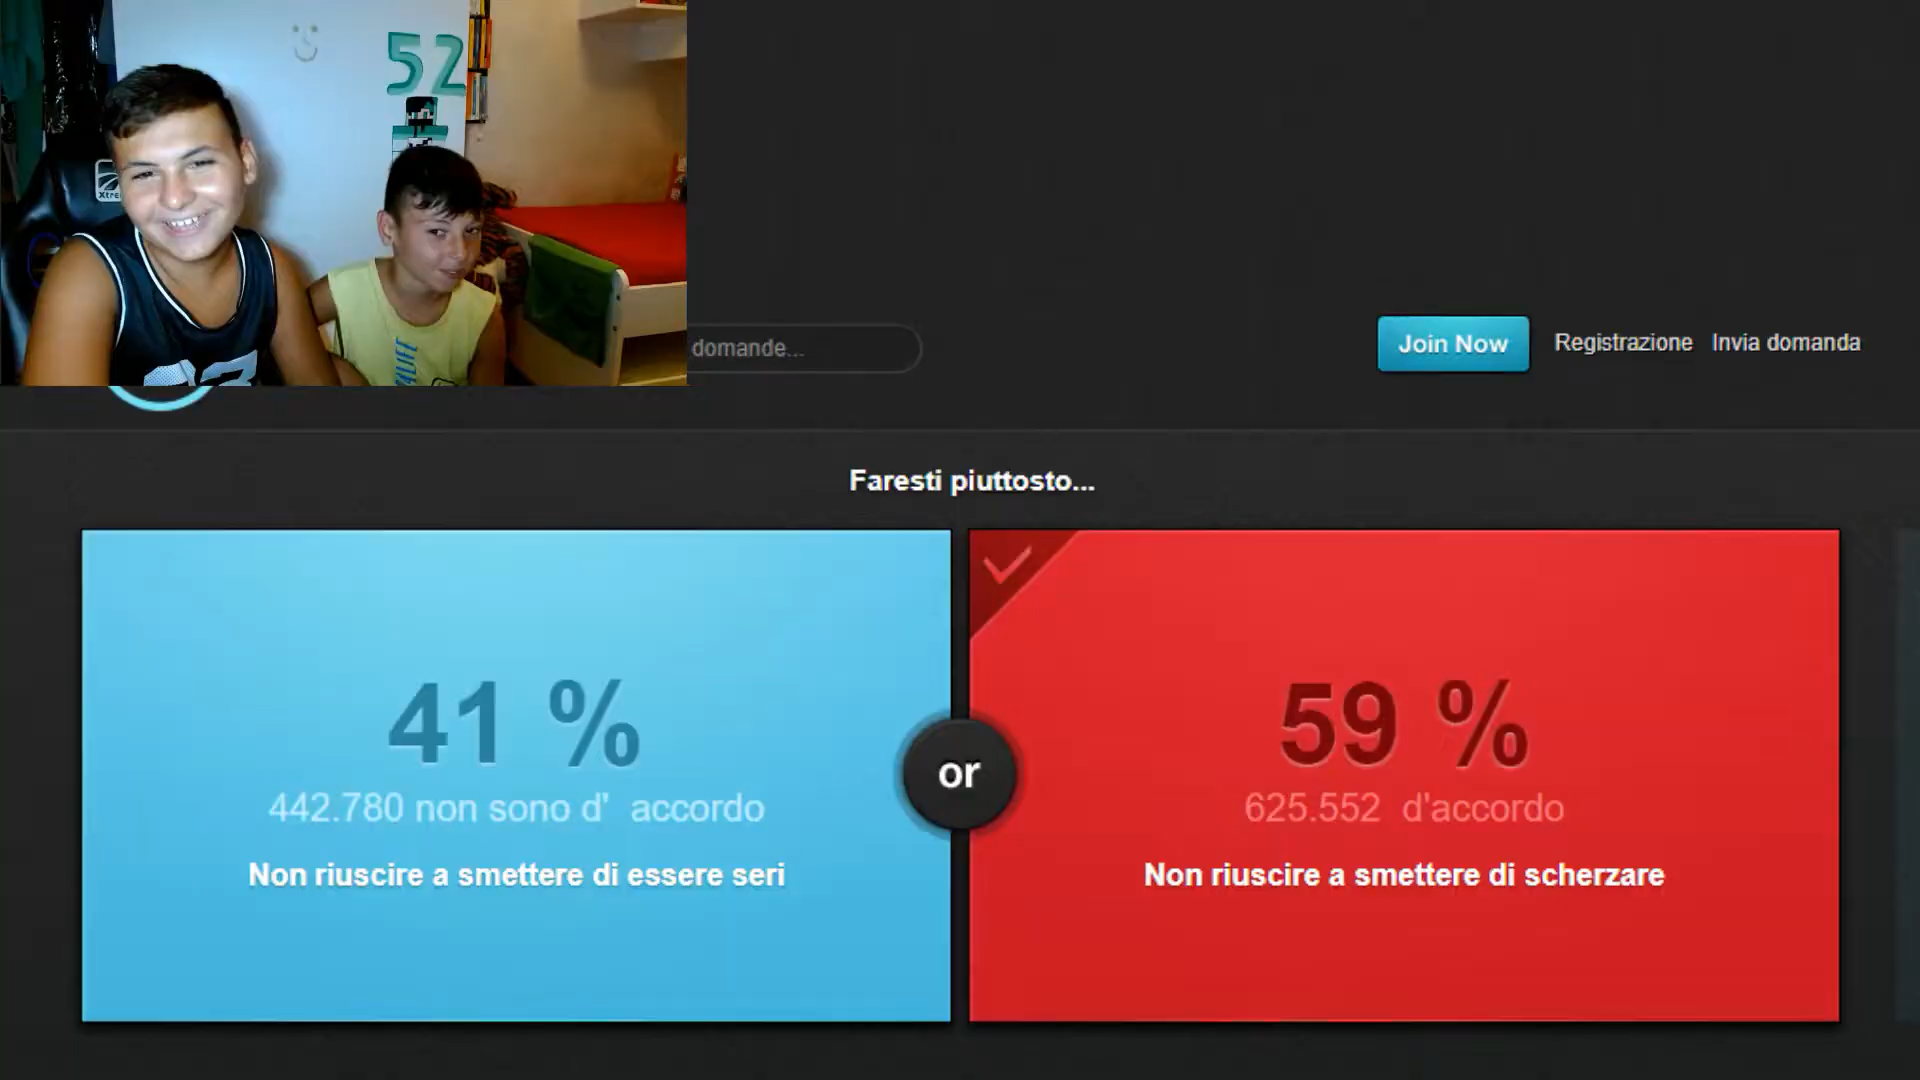 52
domande...
Join Now
Registrazione
Invia domanda
Faresti piuttosto...
41 %
442.780 non sono d' accordo
Non riuscire a smettere di essere seri
or
59 %
625.552 d'accordo
Non riuscire a smettere di scherzare